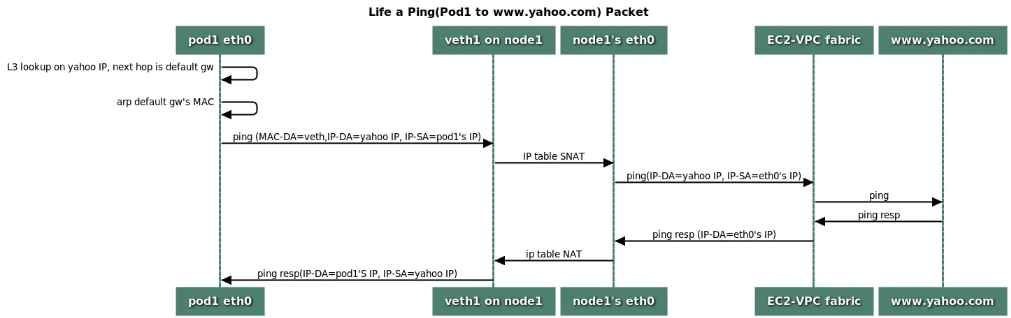 Life a Ping(Pod1 to www.yahoo.com) Packet
pod1 eth0
veth1 on node1
node1's eth0
EC2-VPC fabric
www.yahoo.com
L3 lookup on yahoo IP, next hop is default gw
arp default gw's MAC
ping (MAC-DA=veth,IP-DA=yahoo IP, IP-SA=pod1's IP)
IP table SNAT
ping(IP-DA=yahoo IP, IP-SA=eth0's IP)
ping
ping resp
ping resp (IP-DA=eth0's IP)
ip table NAT
ping resp(IP-DA=pod1'S IP, IP-SA=yahoo IP)
pod1 eth0
veth1 on node1
node1's eth0
EC2-VPC fabric
www.yahoo.com